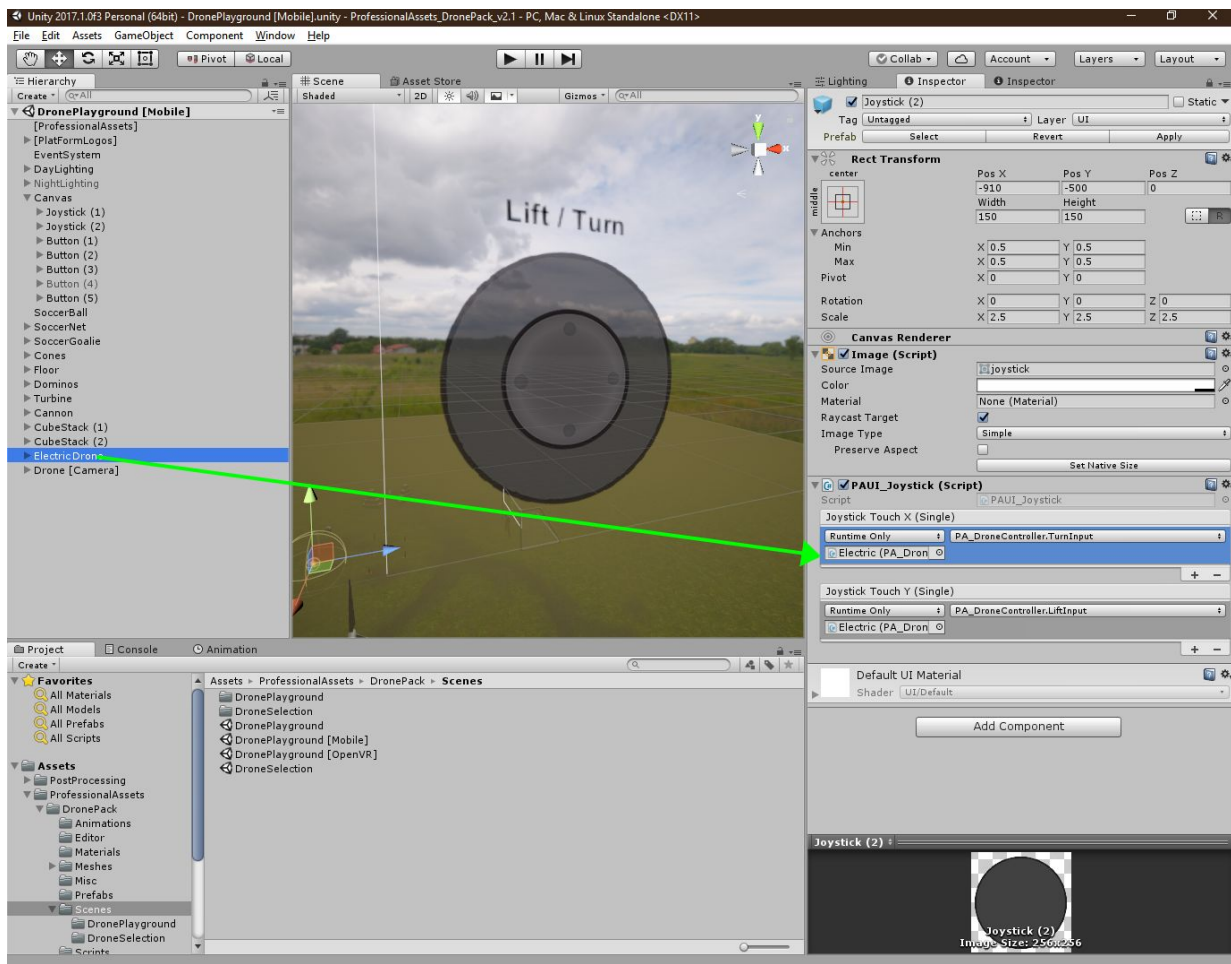 Unity 2017.1.0f3 Personal (64bit) - DronePlayground [Mobile].unity - ProfessionalAssets_DronePack_v2.1 - PC, Mac & Linux Standalone <DX11>
File Edit Assets GameObject Component Window Help
Pivot Local Collab Account Layers Layout
Hierarchy
Create All
DronePlayground [Mobile]
[ProfessionalAssets]
[PlatFormLogos]
EventSystem
DayLighting
NightLighting
Canvas
Joystick (1)
Joystick (2)
Button (1)
Button (2)
Button (3)
Button (4)
Button (5)
SoccerBall
SoccerNet
SoccerGoalie
Cones
Floor
Dominos
Turbine
Cannon
CubeStack (1)
CubeStack (2)
ElectricDrone
Drone [Camera]
Scene Asset Store
Shaded 2D Gizmos All
y
x
Lift / Turn
Lighting Inspector Inspector
Joystick (2) Static
Tag Untagged Layer UI
Prefab Select Revert Apply
Rect Transform
center Pos X Pos Y Pos Z
middle -910 -500 0
Width Height
150 150 R
Anchors
Min X 0.5 Y 0.5
Max X 0.5 Y 0.5
Pivot X 0 Y 0
Rotation X 0 Y 0 Z 0
Scale X 2.5 Y 2.5 Z 2.5
Canvas Renderer
Image (Script)
Source Image joystick
Color
Material None (Material)
Raycast Target
Image Type Simple
Preserve Aspect
Set Native Size
PAUI_Joystick (Script)
Script PAUI_Joystick
Joystick Touch X (Single)
Runtime Only PA_DroneController.TurnInput
Electric (PA_Dron
+ -
Joystick Touch Y (Single)
Runtime Only PA_DroneController.LiftInput
Electric (PA_Dron
+ -
Default UI Material
Shader UI/Default
Add Component
Joystick (2)
Joystick (2)
Image Size: 256x256
Project Console Animation
Create
Favorites
All Materials
All Models
All Prefabs
All Scripts
Assets
PostProcessing
ProfessionalAssets
DronePack
Animations
Editor
Materials
Meshes
Misc
Prefabs
Scenes
DronePlayground
DroneSelection
Scripts
Assets ▸ ProfessionalAssets ▸ DronePack ▸ Scenes
DronePlayground
DroneSelection
DronePlayground
DronePlayground [Mobile]
DronePlayground [OpenVR]
DroneSelection